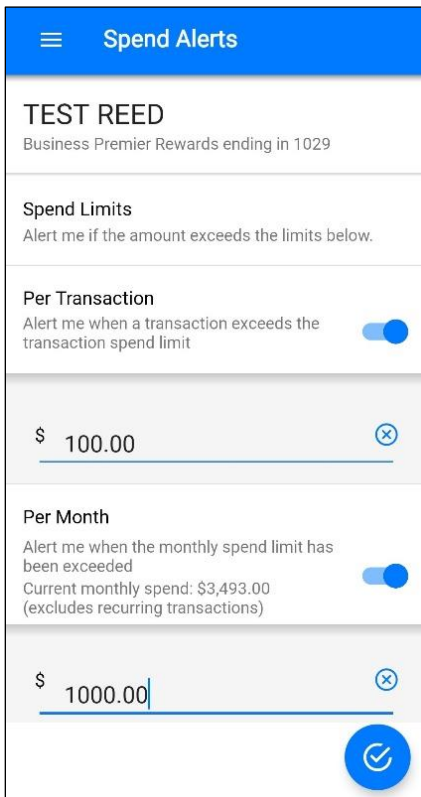 Spend Alerts
TEST REED
Business Premier Rewards ending in 1029
Spend Limits
Alert me if the amount exceeds the limits below.
Per Transaction
Alert me when a transaction exceeds the
transaction spend limit
$ 100.00
Per Month
Alert me when the monthly spend limit has
been exceeded
Current monthly spend: $3,493.00
(excludes recurring transactions)
$ 1000.00